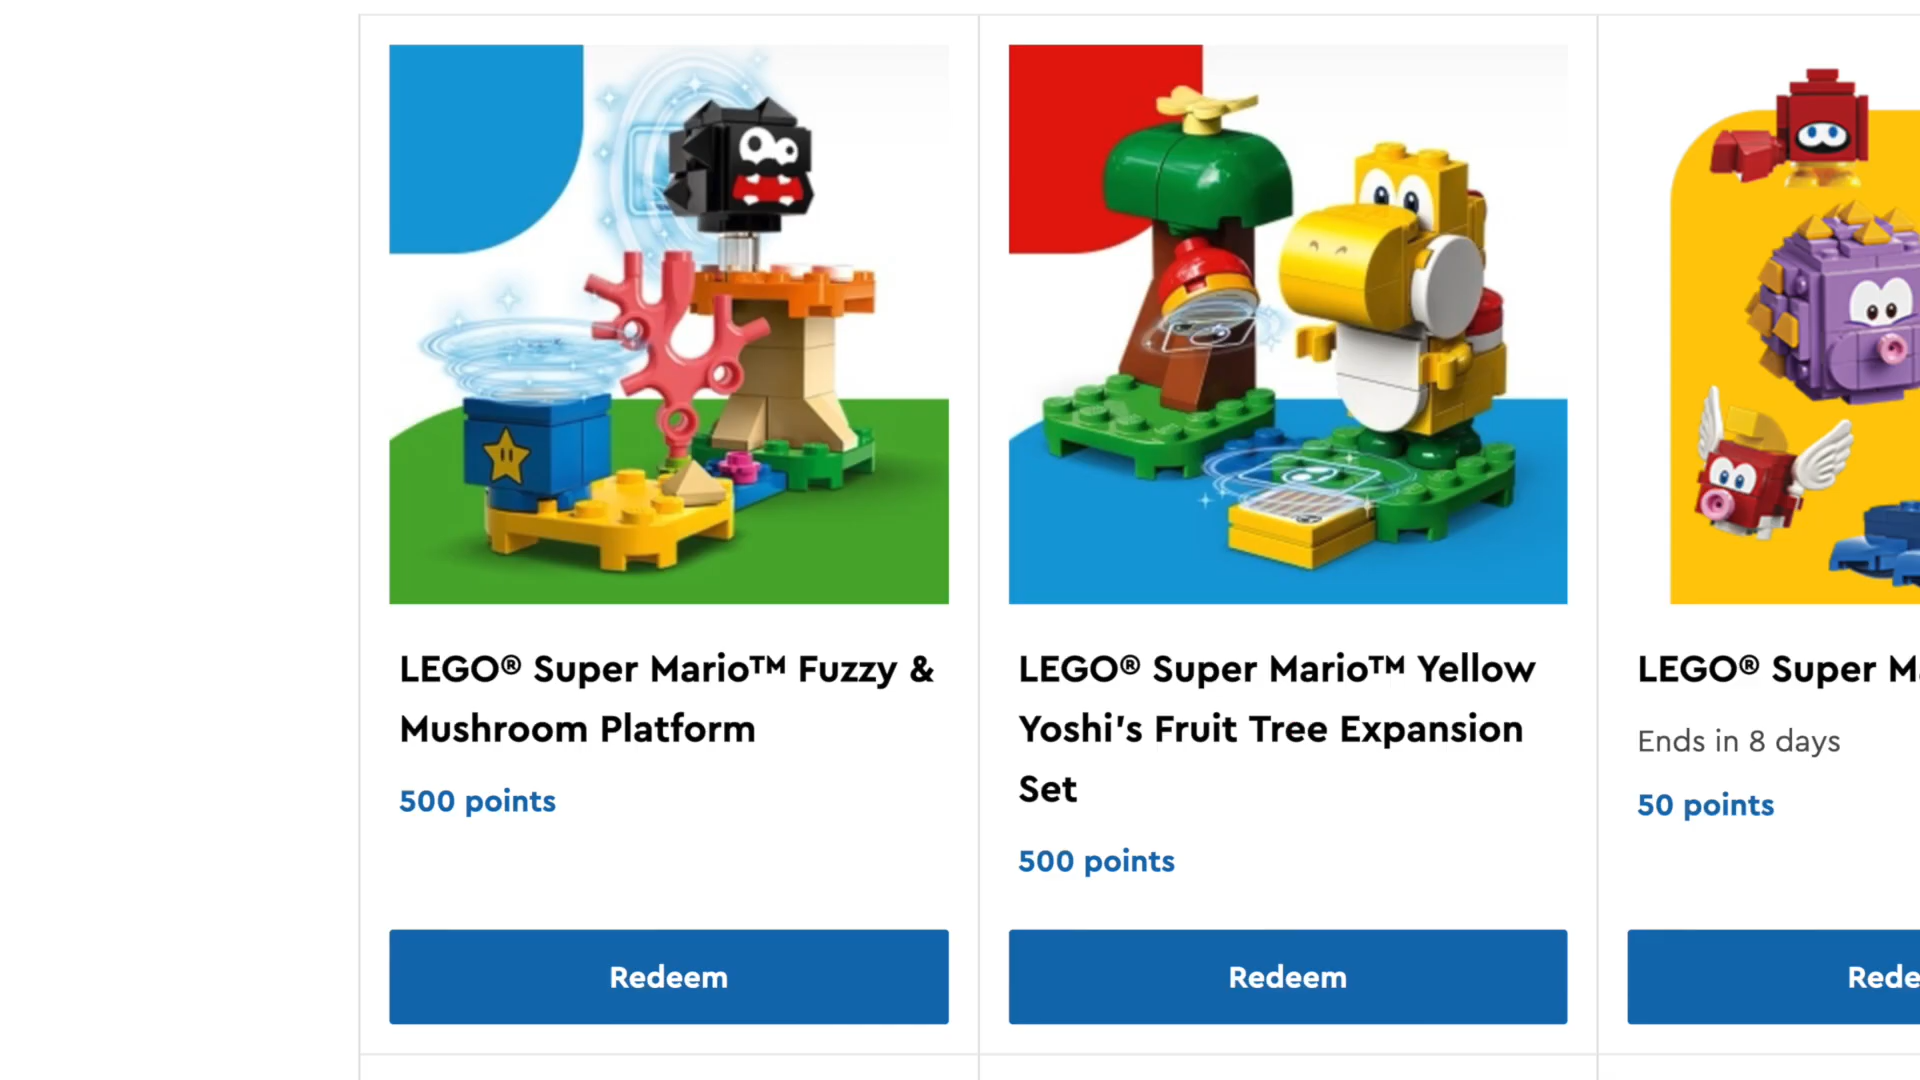 LEGO® Super Mario™ Fuzzy &
Mushroom Platform
500 points
Redeem
LEGO® Super Mario™ Yellow
Yoshi's Fruit Tree Expansion
Set
500 points
Redeem
LEGO® Super
Ends in 8 days
50 points